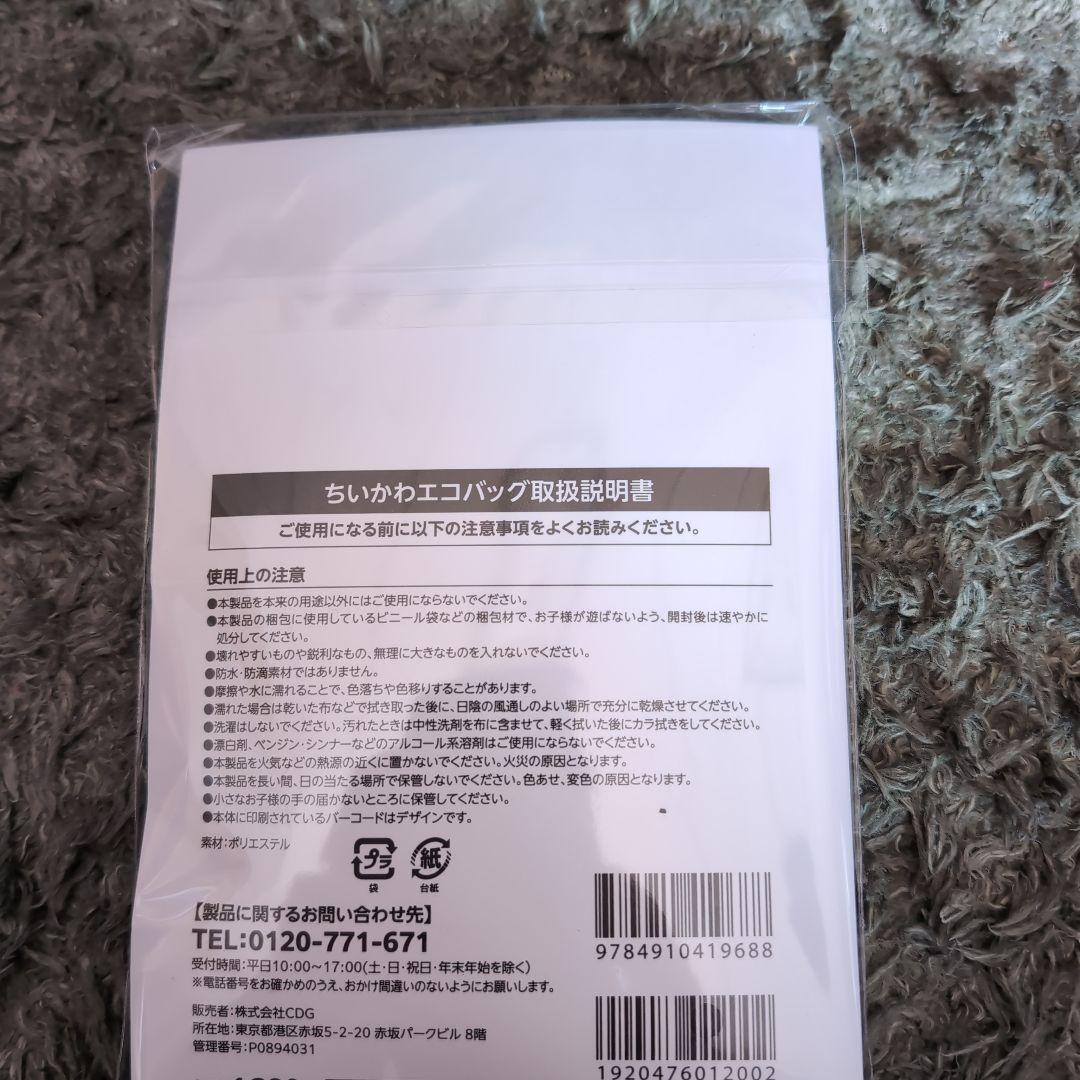 ちいかわエコバッグ取扱説明書
ご使用になる前に以下の注意事項をよくお読みください。
使用上の注意
●本製品を本来の用途以外にはご使用にならないでください。
●本製品の梱包に使用しているビニール袋などの梱包材で、お子様が遊ばないよう、開封後は速やかに
処分してください。
●壊れやすいものや鋭利なもの、無理に大きなものを入れないでください。
●防水・防滴素材ではありません。
●摩擦や水に濡れることで、色落ちや色移りすることがあります。
●濡れた場合は乾いた布などで拭き取った後に、日陰の風通しのよい場所で充分に乾燥させてください。
●洗濯はしないでください。汚れたときは中性洗剤を布に含ませて、軽く拭いた後にカラ拭きをしてください。
●漂白剤、ベンジン・シンナーなどのアルコール系溶剤はご使用にならないでください。
●本製品を火気などの熱源の近くに置かないでください。火災の原因となります。
●本製品を長い間、日の当たる場所で保管しないでください。色あせ、変色の原因となります。
●小さなお子様の手の届かないところに保管してください。
●本体に印刷されているバーコードはデザインです。
素材：ポリエステル
プラ 紙
袋 台紙
【製品に関するお問い合わせ先】
TEL：0120-771-671
受付時間：平日10:00～17:00(土・日・祝日・年末年始を除く)
※電話番号をお確かめのうえ、おかけ間違いのないようにお願いします。
販売者：株式会社CDG
所在地：東京都港区赤坂5-2-20 赤坂パークビル 8階
管理番号：P0894031
9784910419688
1920476012002